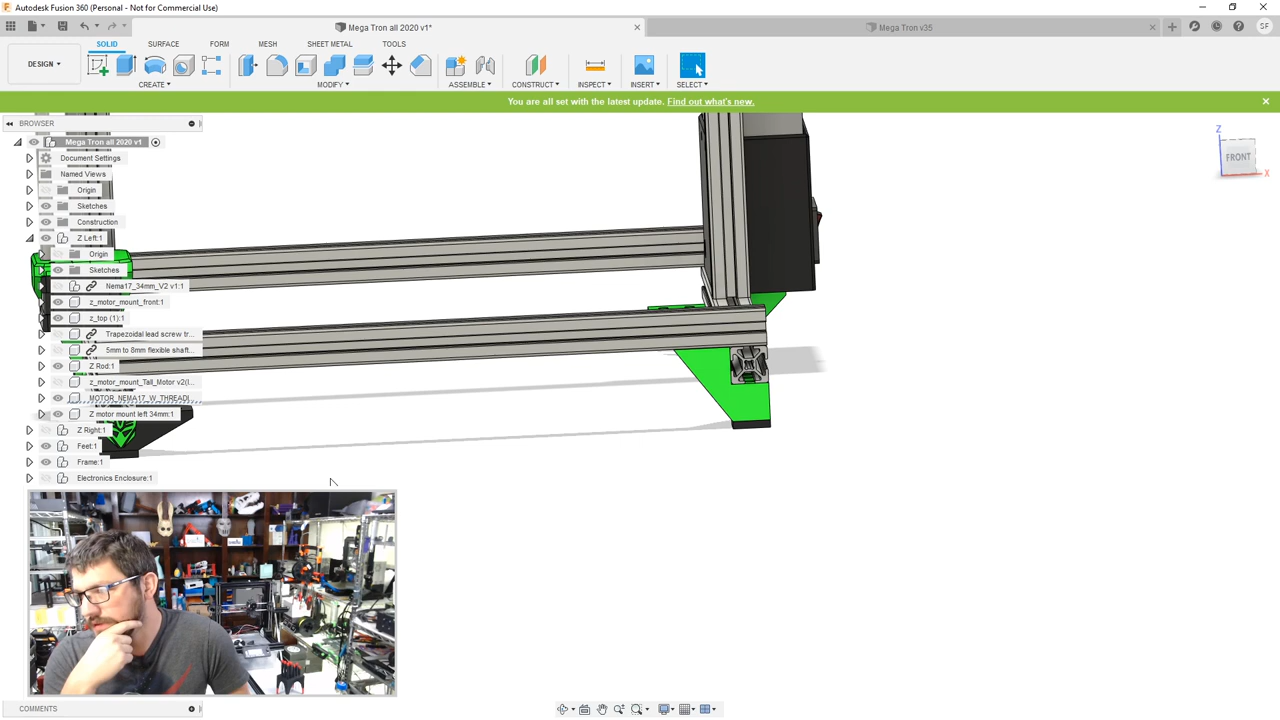 Autodesk Fusion 360 (Personal - Not for Commercial Use)
Mega Tron all 2020 v1*
Mega Tron v35
SF
DESIGN
SOLID
SURFACE
FORM
MESH
SHEET METAL
TOOLS
CREATE
MODIFY
ASSEMBLE
CONSTRUCT
INSPECT
INSERT
SELECT
You are all set with the latest update. Find out what's new.
BROWSER
Mega Tron all 2020 v1
Document Settings
Named Views
Origin
Sketches
Construction
Z Left:1
Origin
Sketches
Nema17_34mm_V2 v1:1
z_motor_mount_front:1
z_top (1):1
Trapezoidal lead screw tr...
5mm to 8mm flexible shaft...
Z Rod:1
z_motor_mount_Tall_Motor v2(l...
MOTOR_NEMA17_W_THREAD(...
Z motor mount left 34mm:1
Z Right:1
Feet:1
Frame:1
Electronics Enclosure:1
Z
FRONT
X
COMMENTS